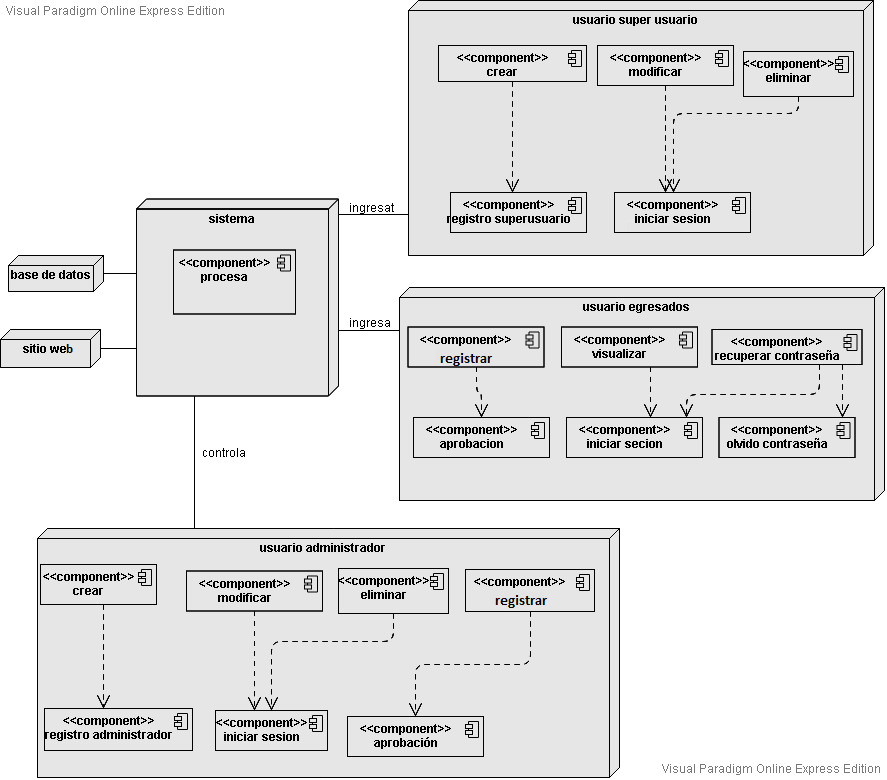 Visual Paradigm Online Express Edition
usuario super usuario
<<component>>
crear
<<component>>
modificar
<<component>>
eliminar
<<component>>
registro superusuario
<<component>>
iniciar sesion
ingresat
sistema
<<component>>
procesa
base de datos
sitio web
ingresa
usuario egresados
<<component>>
registrar
<<component>>
visualizar
<<component>>
recuperar contraseña
<<component>>
aprobacion
<<component>>
iniciar secion
<<component>>
olvido contraseña
controla
usuario administrador
<<component>>
crear
<<component>>
modificar
<<component>>
eliminar
<<component>>
registrar
<<component>>
registro administrador
<<component>>
iniciar sesion
<<component>>
aprobación
Visual Paradigm Online Express Edition